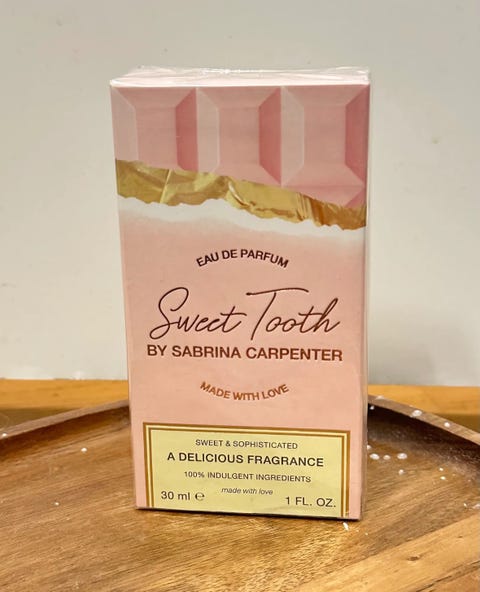 EAU DE PARFUM
Sweet Tooth
BY SABRINA CARPENTER
MADE WITH LOVE
SWEET & SOPHISTICATED
A DELICIOUS FRAGRANCE
100% INDULGENT INGREDIENTS
made with love
30 ml ℮ 1 FL. OZ.